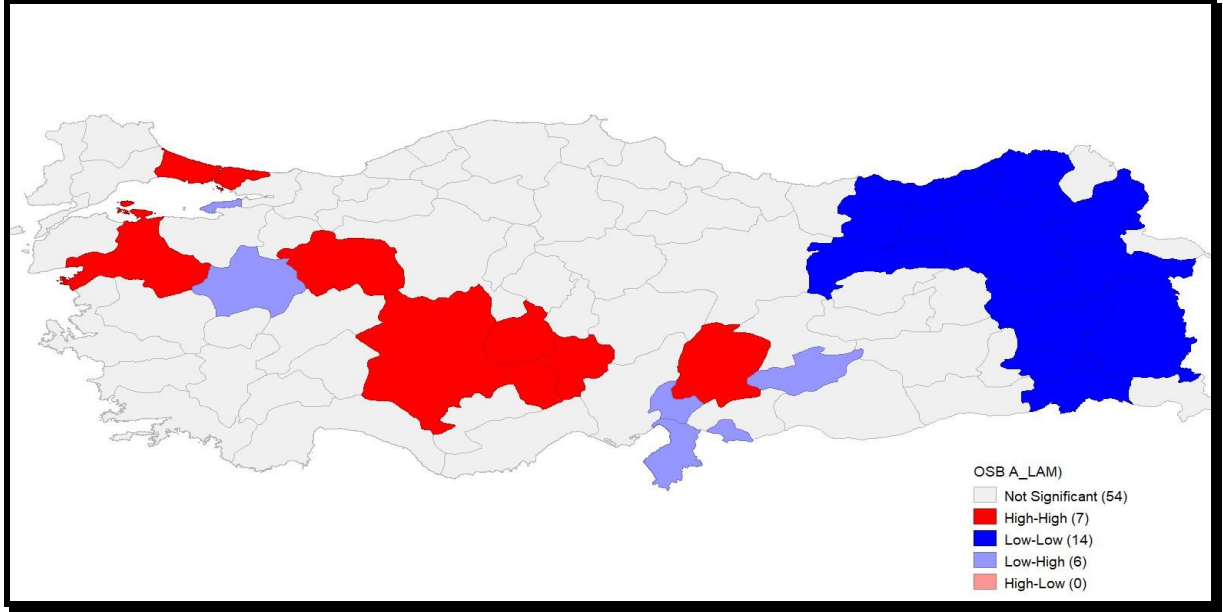 OSB A_LAM)
Not Significant (54)
High-High (7)
Low-Low (14)
Low-High (6)
High-Low (0)